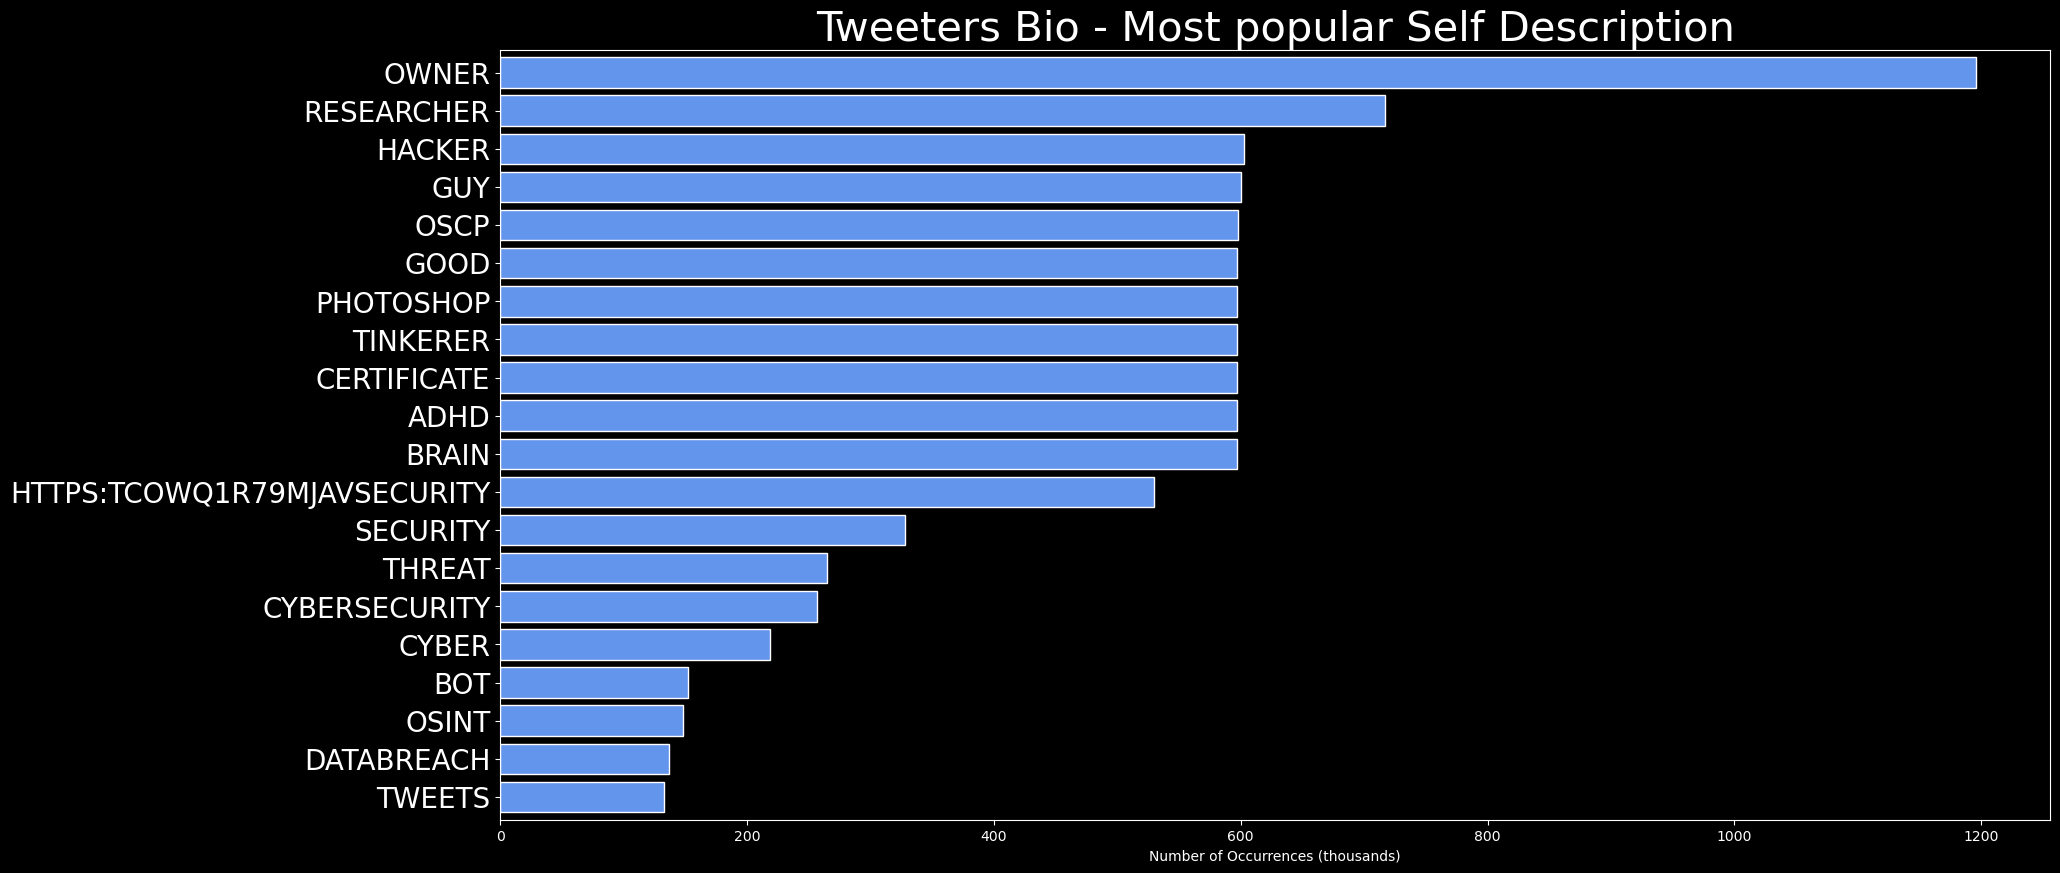 Tweeters Bio - Most popular Self Description
OWNER
RESEARCHER
HACKER
GUY
OSCP
GOOD
PHOTOSHOP
TINKERER
CERTIFICATE
ADHD
BRAIN
HTTPS:TCOWQ1R79MJAVSECURITY
SECURITY
THREAT
CYBERSECURITY
CYBER
BOT
OSINT
DATABREACH
TWEETS
0 200 400 600 800 1000 1200
Number of Occurrences (thousands)